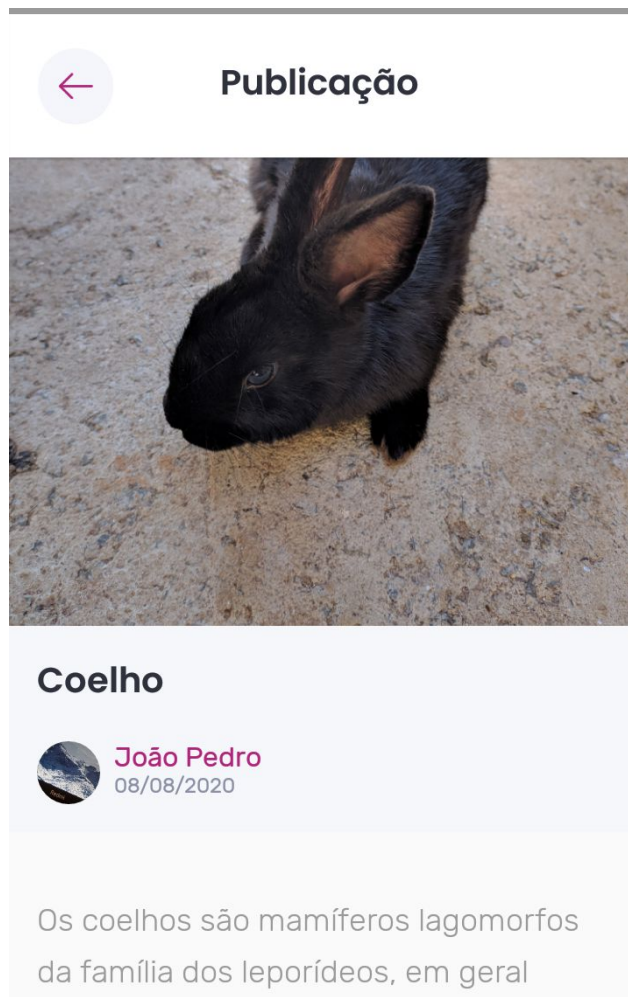 Publicação
Coelho
João Pedro
08/08/2020
Os coelhos são mamíferos lagomorfos
da família dos leporídeos, em geral